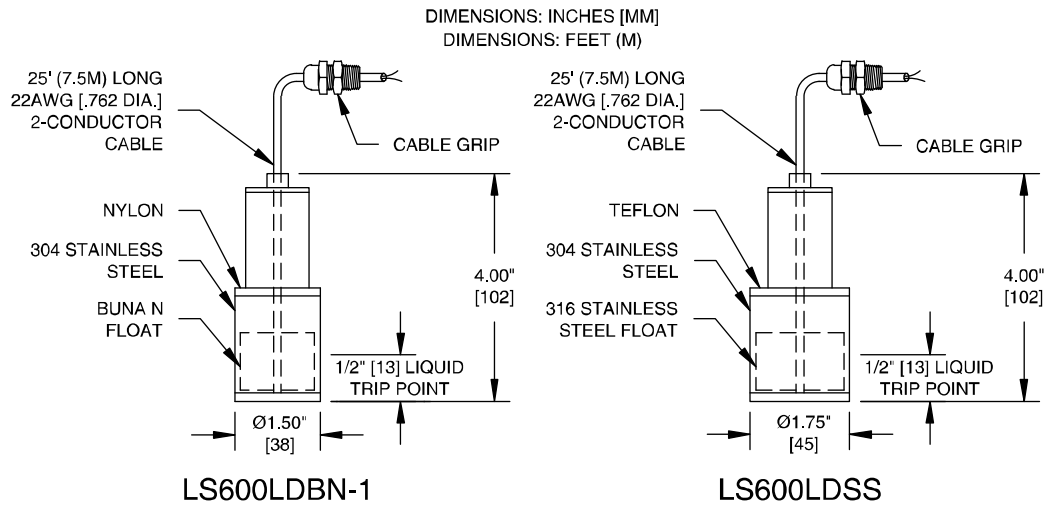 DIMENSIONS: INCHES [MM]
DIMENSIONS: FEET (M)
25' (7.5M) LONG
22AWG [.762 DIA.]
2-CONDUCTOR
CABLE
CABLE GRIP
NYLON
304 STAINLESS
STEEL
BUNA N
FLOAT
4.00"
[102]
1/2" [13] LIQUID
TRIP POINT
Ø1.50"
[38]
LS600LDBN-1
25' (7.5M) LONG
22AWG [.762 DIA.]
2-CONDUCTOR
CABLE
CABLE GRIP
TEFLON
304 STAINLESS
STEEL
316 STAINLESS
STEEL FLOAT
4.00"
[102]
1/2" [13] LIQUID
TRIP POINT
Ø1.75"
[45]
LS600LDSS